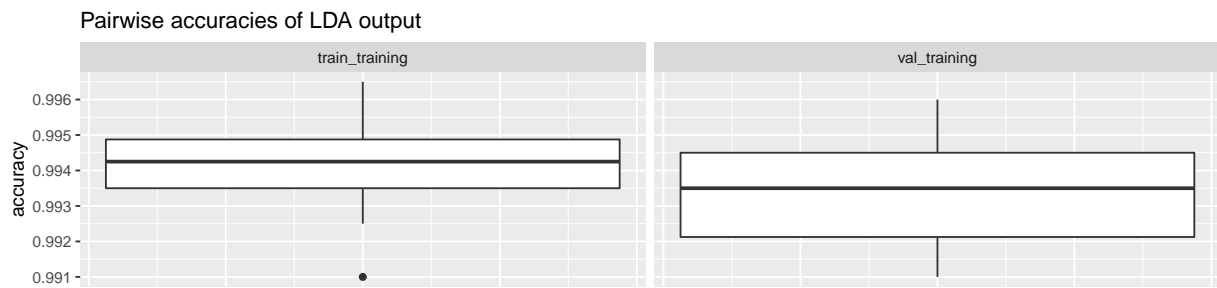 Pairwise accuracies of LDA output
train_training
val_training
accuracy
0.996
0.995
0.994
0.993
0.992
0.991